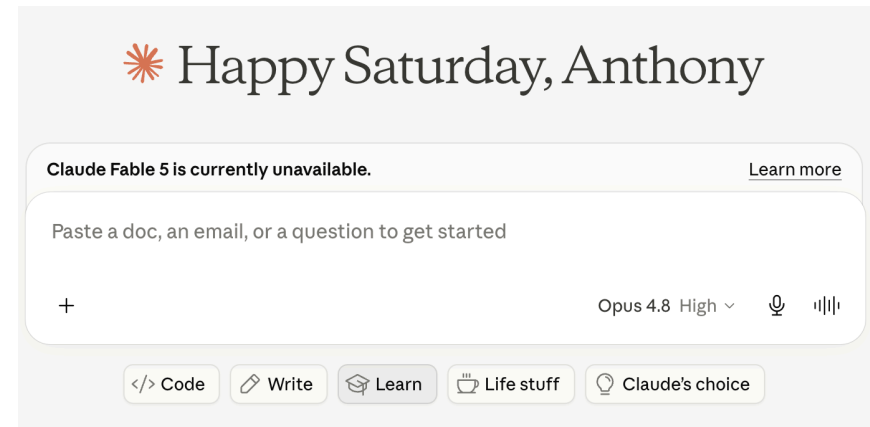 Happy Saturday, Anthony
Claude Fable 5 is currently unavailable. Learn more
Paste a doc, an email, or a question to get started
+ Opus 4.8 High
</> Code Write Learn Life stuff Claude's choice